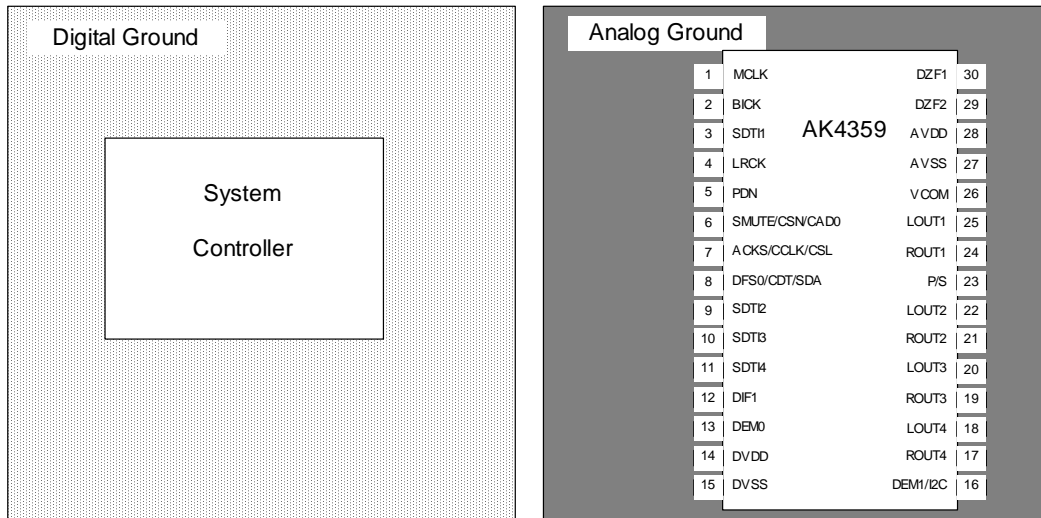 Digital Ground
System
Controller
Analog Ground
AK4359
1 MCLK
2 BICK
3 SDTI1
4 LRCK
5 PDN
6 SMUTE/CSN/CAD0
7 ACKS/CCLK/CSL
8 DFS0/CDT/SDA
9 SDTI2
10 SDTI3
11 SDTI4
12 DIF1
13 DEM0
14 DVDD
15 DVSS
DZF1 30
DZF2 29
AVDD 28
AVSS 27
VCOM 26
LOUT1 25
ROUT1 24
P/S 23
LOUT2 22
ROUT2 21
LOUT3 20
ROUT3 19
LOUT4 18
ROUT4 17
DEM1/I2C 16